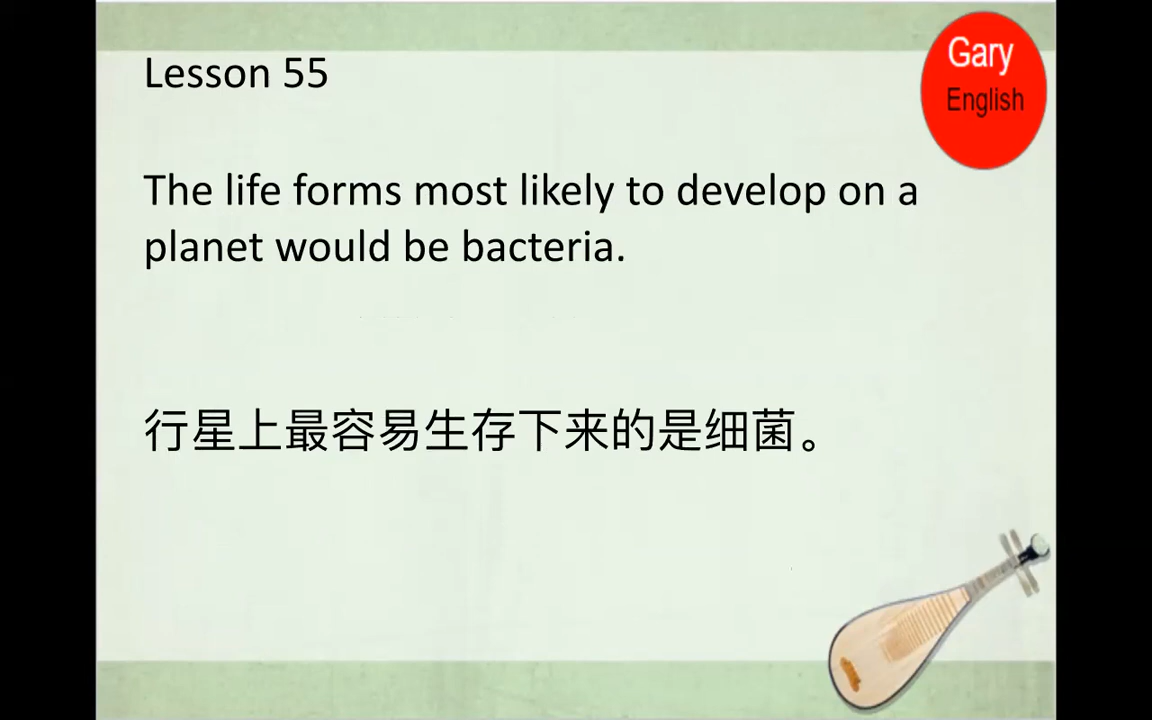 Lesson 55
Gary
English
The life forms most likely to develop on a
planet would be bacteria.
行星上最容易生存下来的是细菌。